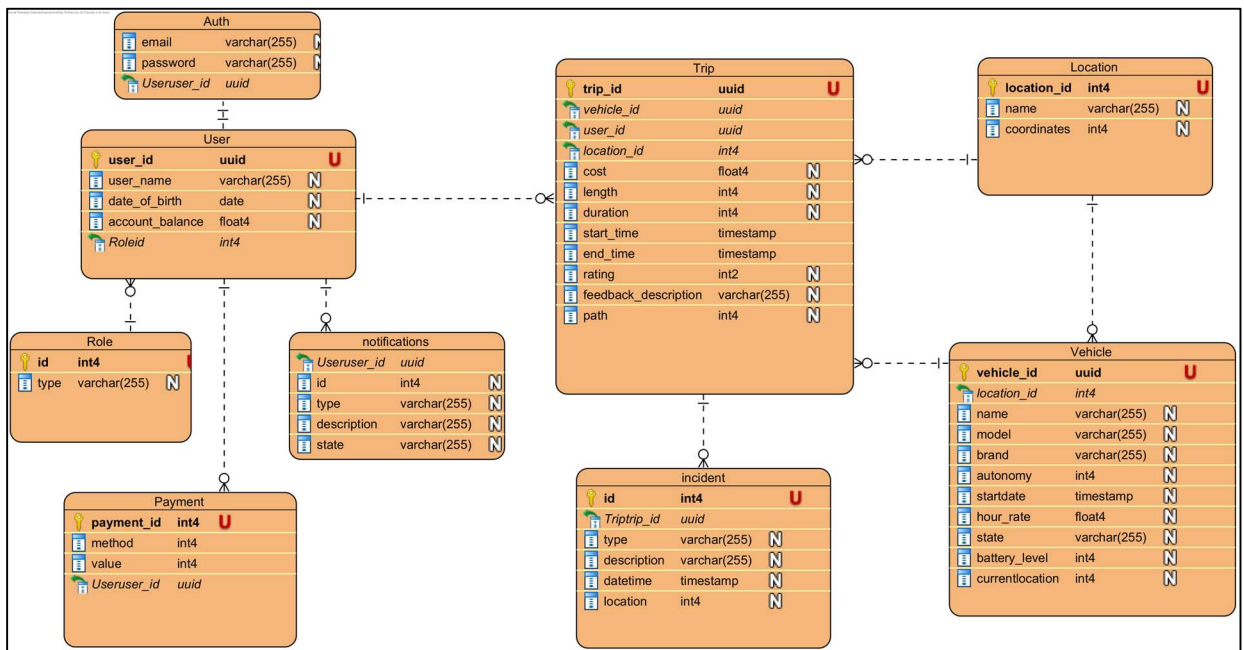 Auth
email varchar(255) N
password varchar(255) N
Useruser_id uuid
User
user_id uuid U
user_name varchar(255) N
date_of_birth date N
account_balance float4 N
Roleid int4
Role
id int4 U
type varchar(255) N
notifications
Useruser_id uuid
id int4 N
type varchar(255) N
description varchar(255) N
state varchar(255) N
Payment
payment_id int4 U
method int4
value int4
Useruser_id uuid
Trip
trip_id uuid U
vehicle_id uuid
user_id uuid
location_id int4
cost float4 N
length int4 N
duration int4 N
start_time timestamp
end_time timestamp
rating int2 N
feedback_description varchar(255) N
path int4 N
incident
id int4 U
Triptrip_id uuid
type varchar(255) N
description varchar(255) N
datetime timestamp N
location int4 N
Location
location_id int4 U
name varchar(255) N
coordinates int4 N
Vehicle
vehicle_id uuid U
location_id int4
name varchar(255) N
model varchar(255) N
brand varchar(255) N
autonomy int4 N
startdate timestamp N
hour_rate float4 N
state varchar(255) N
battery_level int4 N
currentlocation int4 N